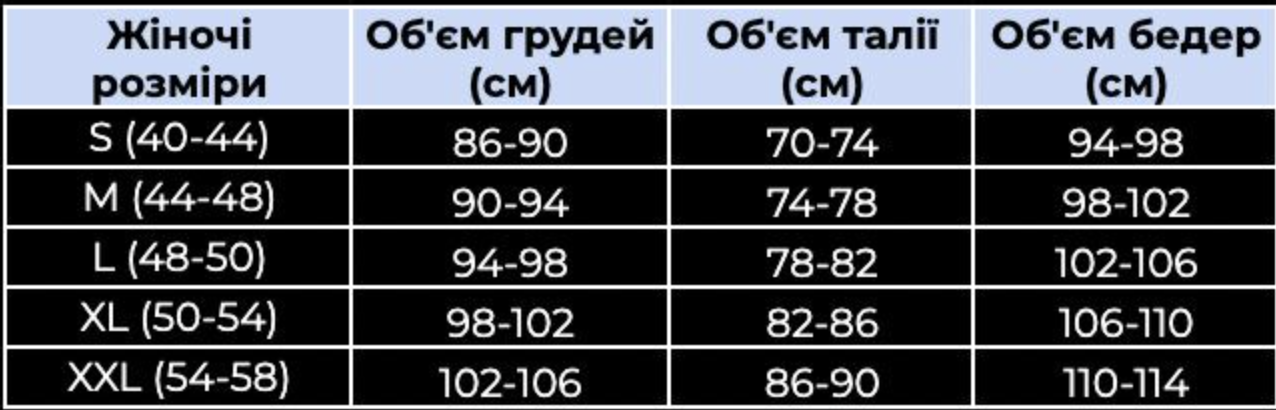 Жіночі розміри Об'єм грудей (см) Об'єм талії (см) Об'єм бедер (см)
S (40-44) 86-90 70-74 94-98
M (44-48) 90-94 74-78 98-102
L (48-50) 94-98 78-82 102-106
XL (50-54) 98-102 82-86 106-110
XXL (54-58) 102-106 86-90 110-114